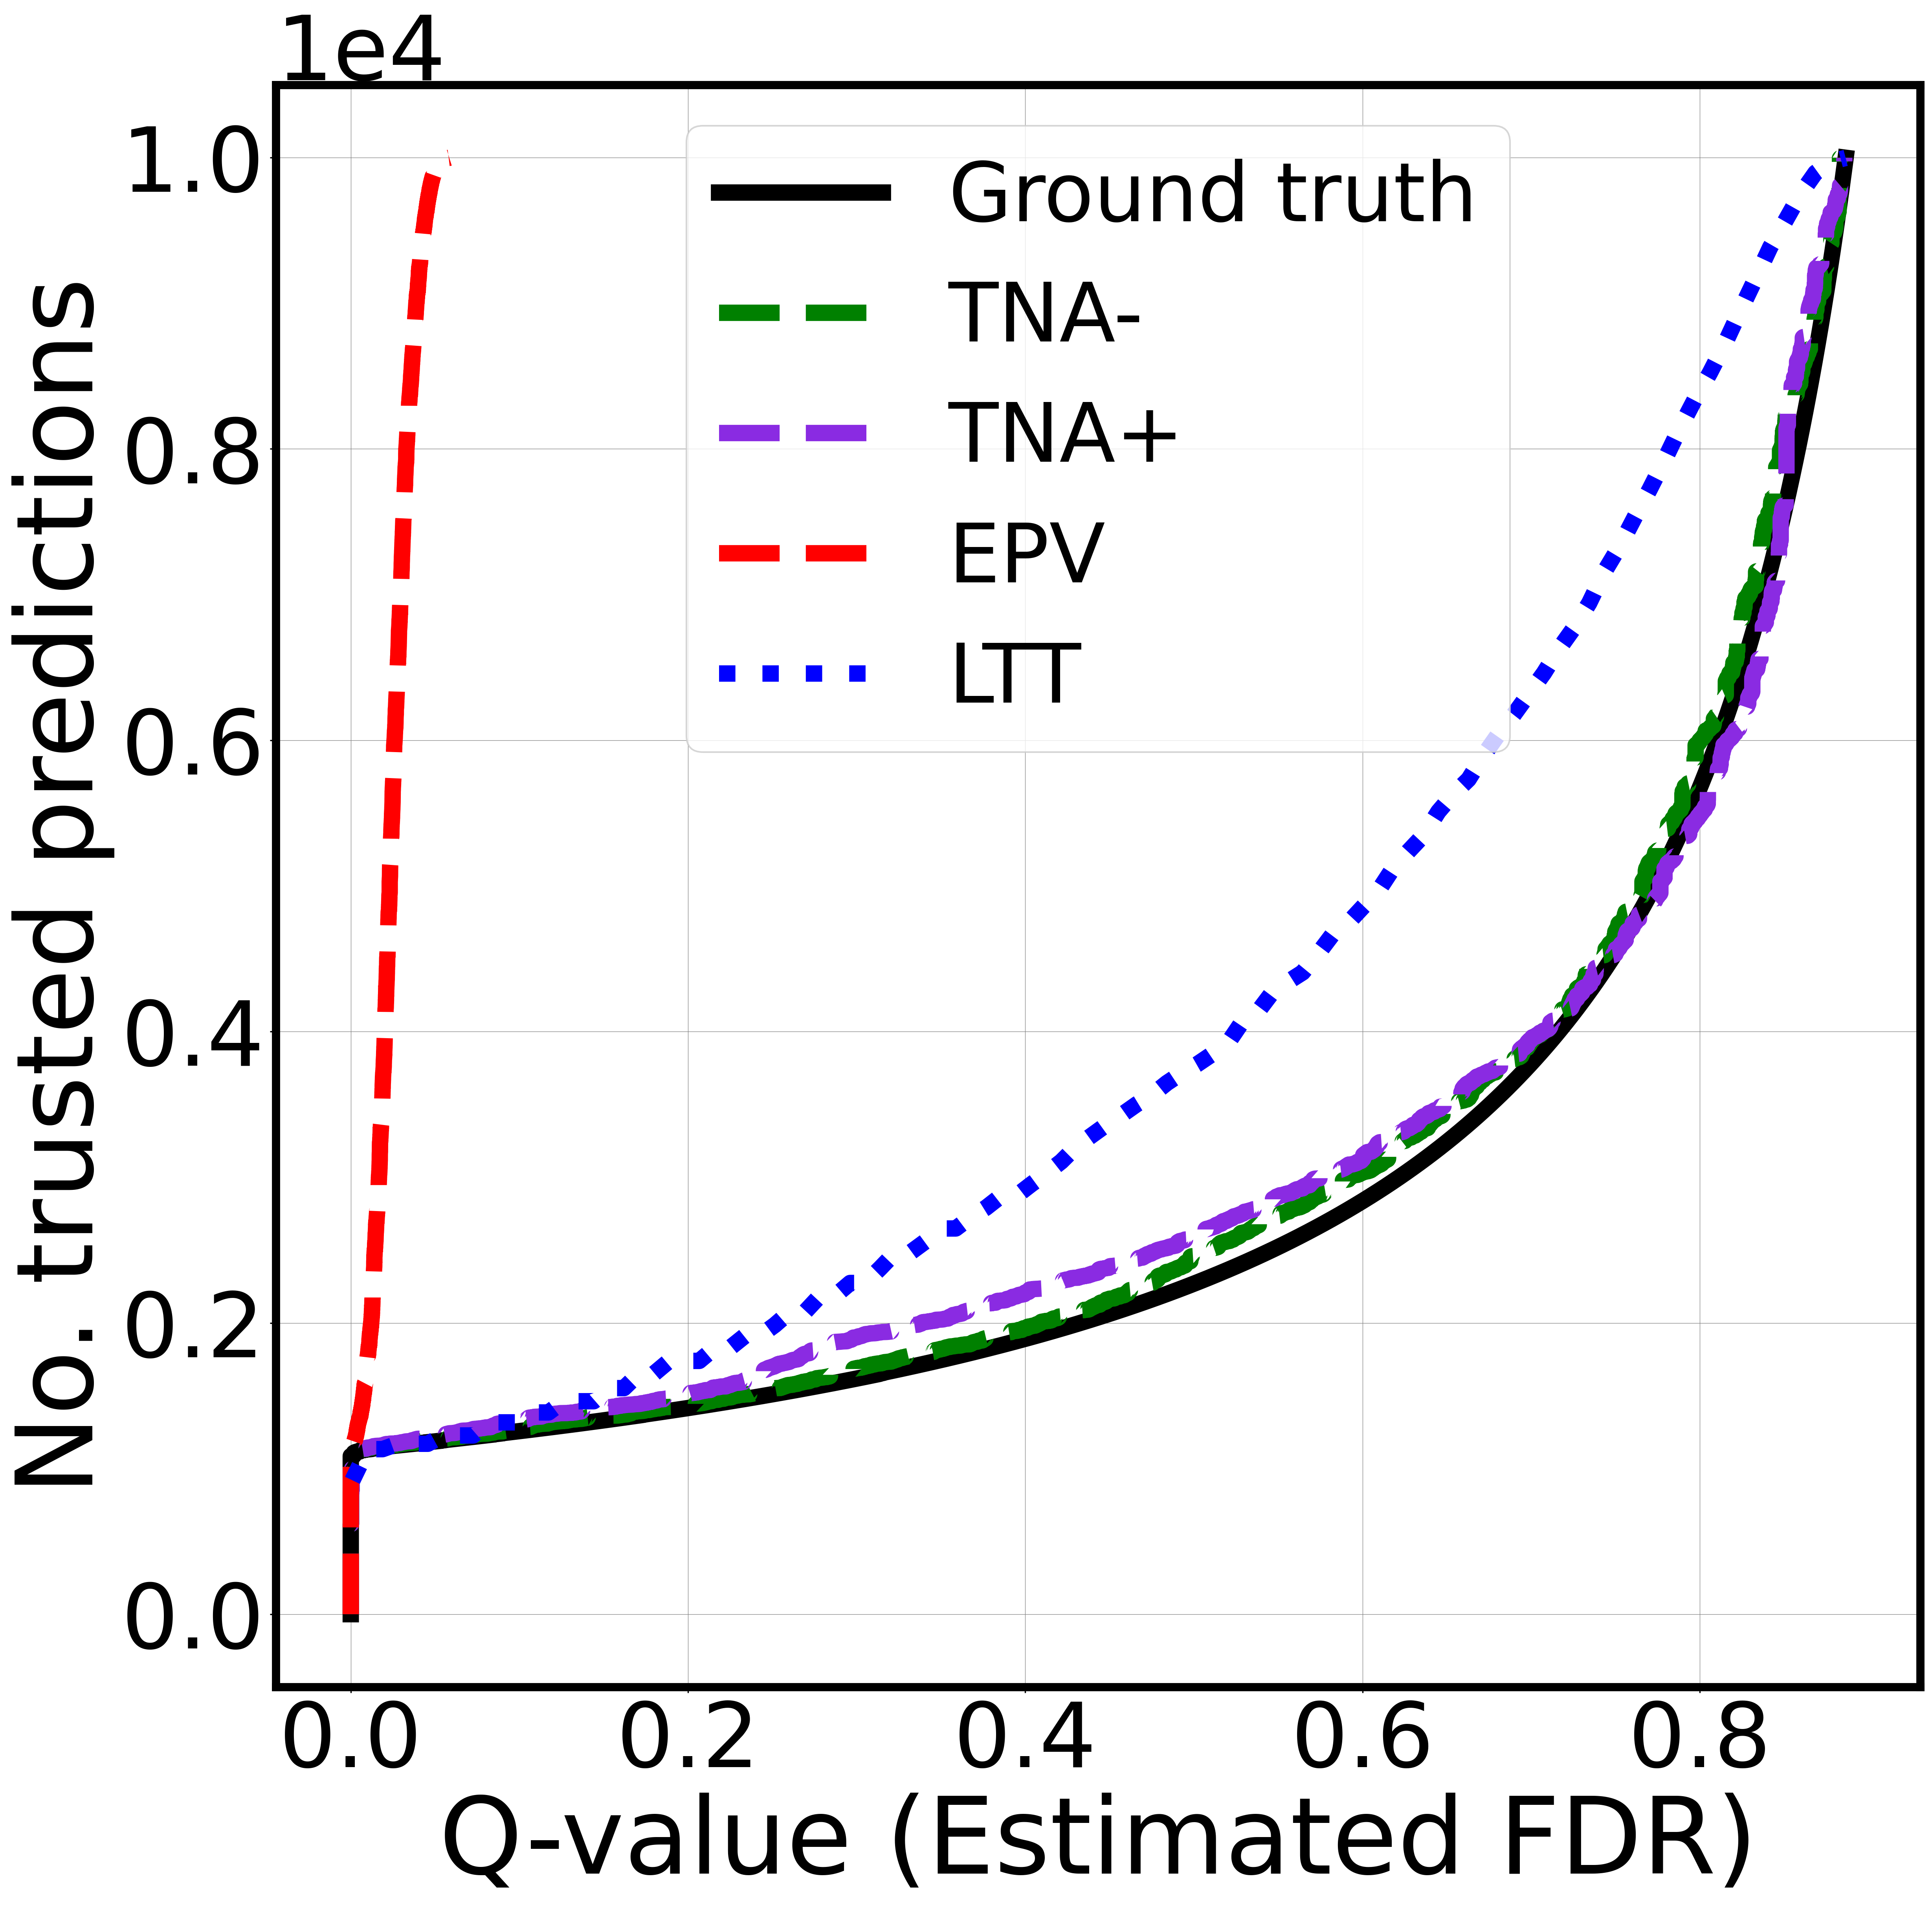 1e4
1.0
0.8
0.6
0.4
0.2
0.0
No. trusted predictions
Ground truth
TNA-
TNA+
EPV
LTT
0.0 0.2 0.4 0.6 0.8
Q-value (Estimated FDR)